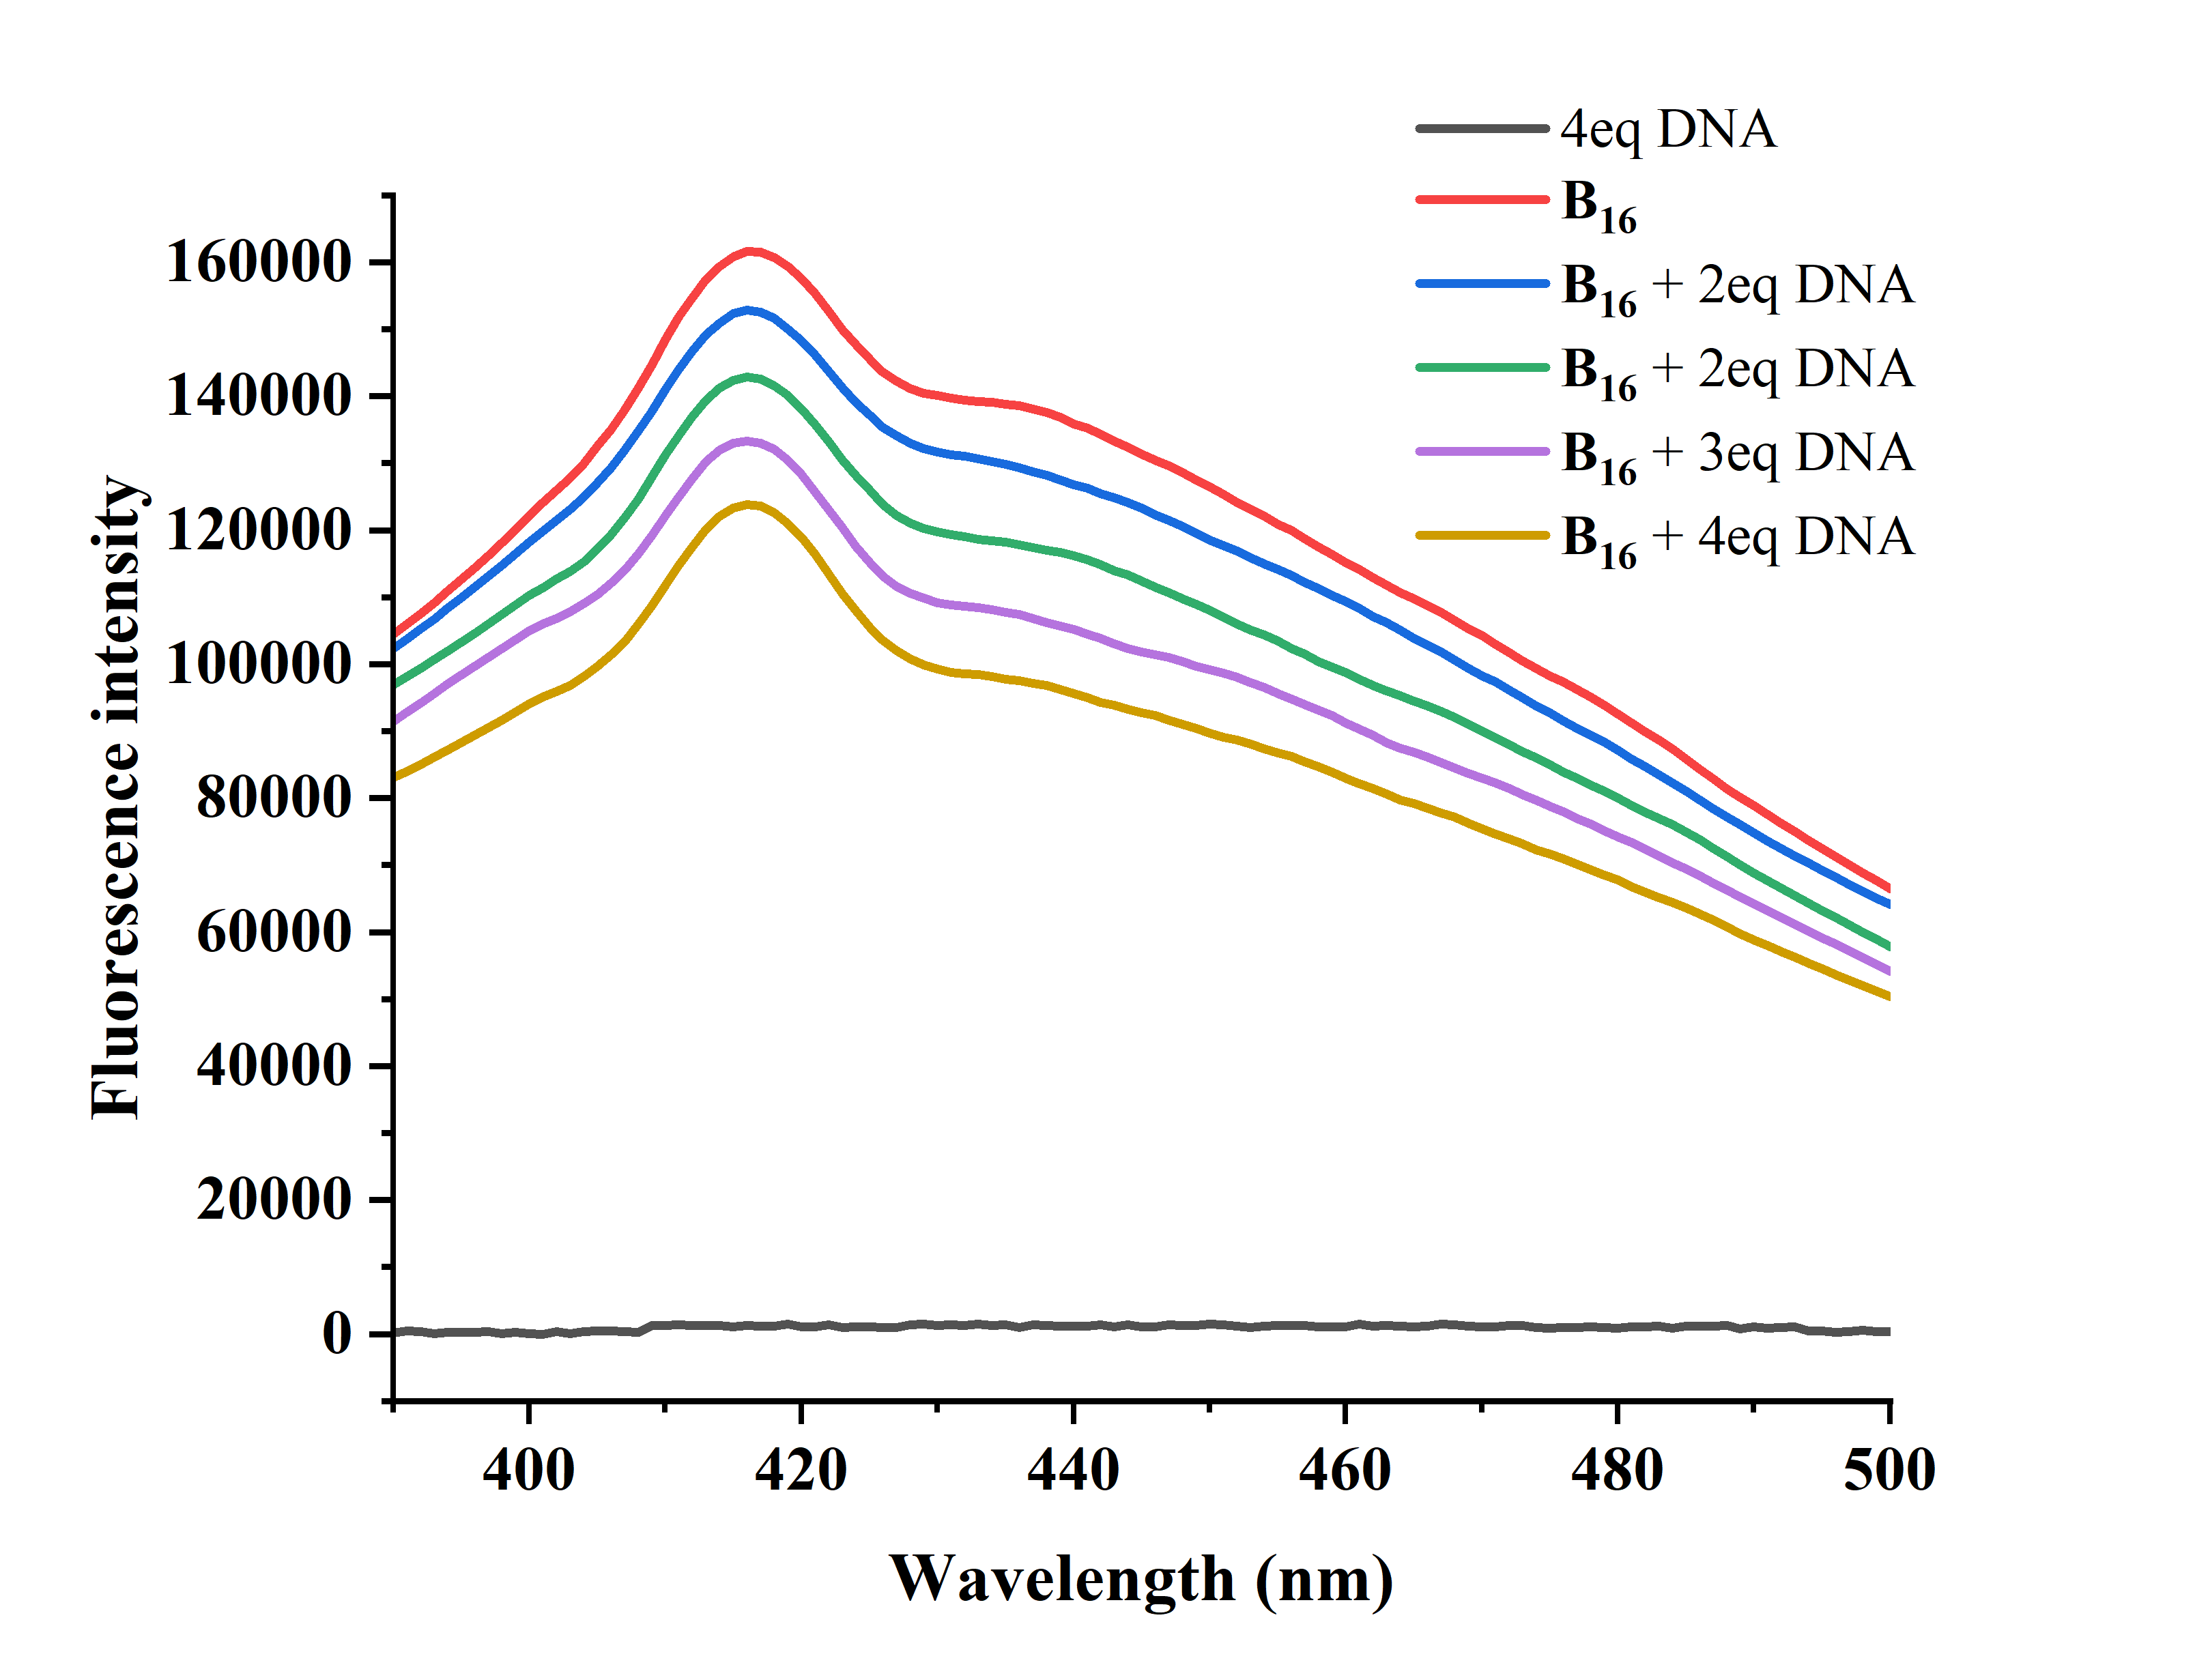 4eq DNA
B16
B16 + 2eq DNA
B16 + 2eq DNA
B16 + 3eq DNA
B16 + 4eq DNA
160000
140000
120000
100000
80000
60000
40000
20000
0
Fluorescence intensity
400 420 440 460 480 500
Wavelength (nm)